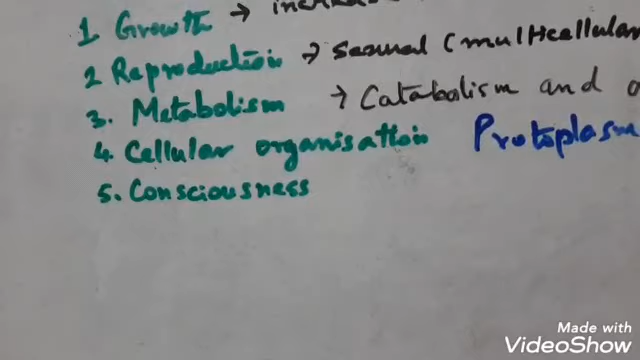 1 Growth →
2 Reproduction → Sexual (multicellular
3. Metabolism → Catabolism and
4. Cellular organisation Protoplasm
5. Consciousness
Made with
VideoShow